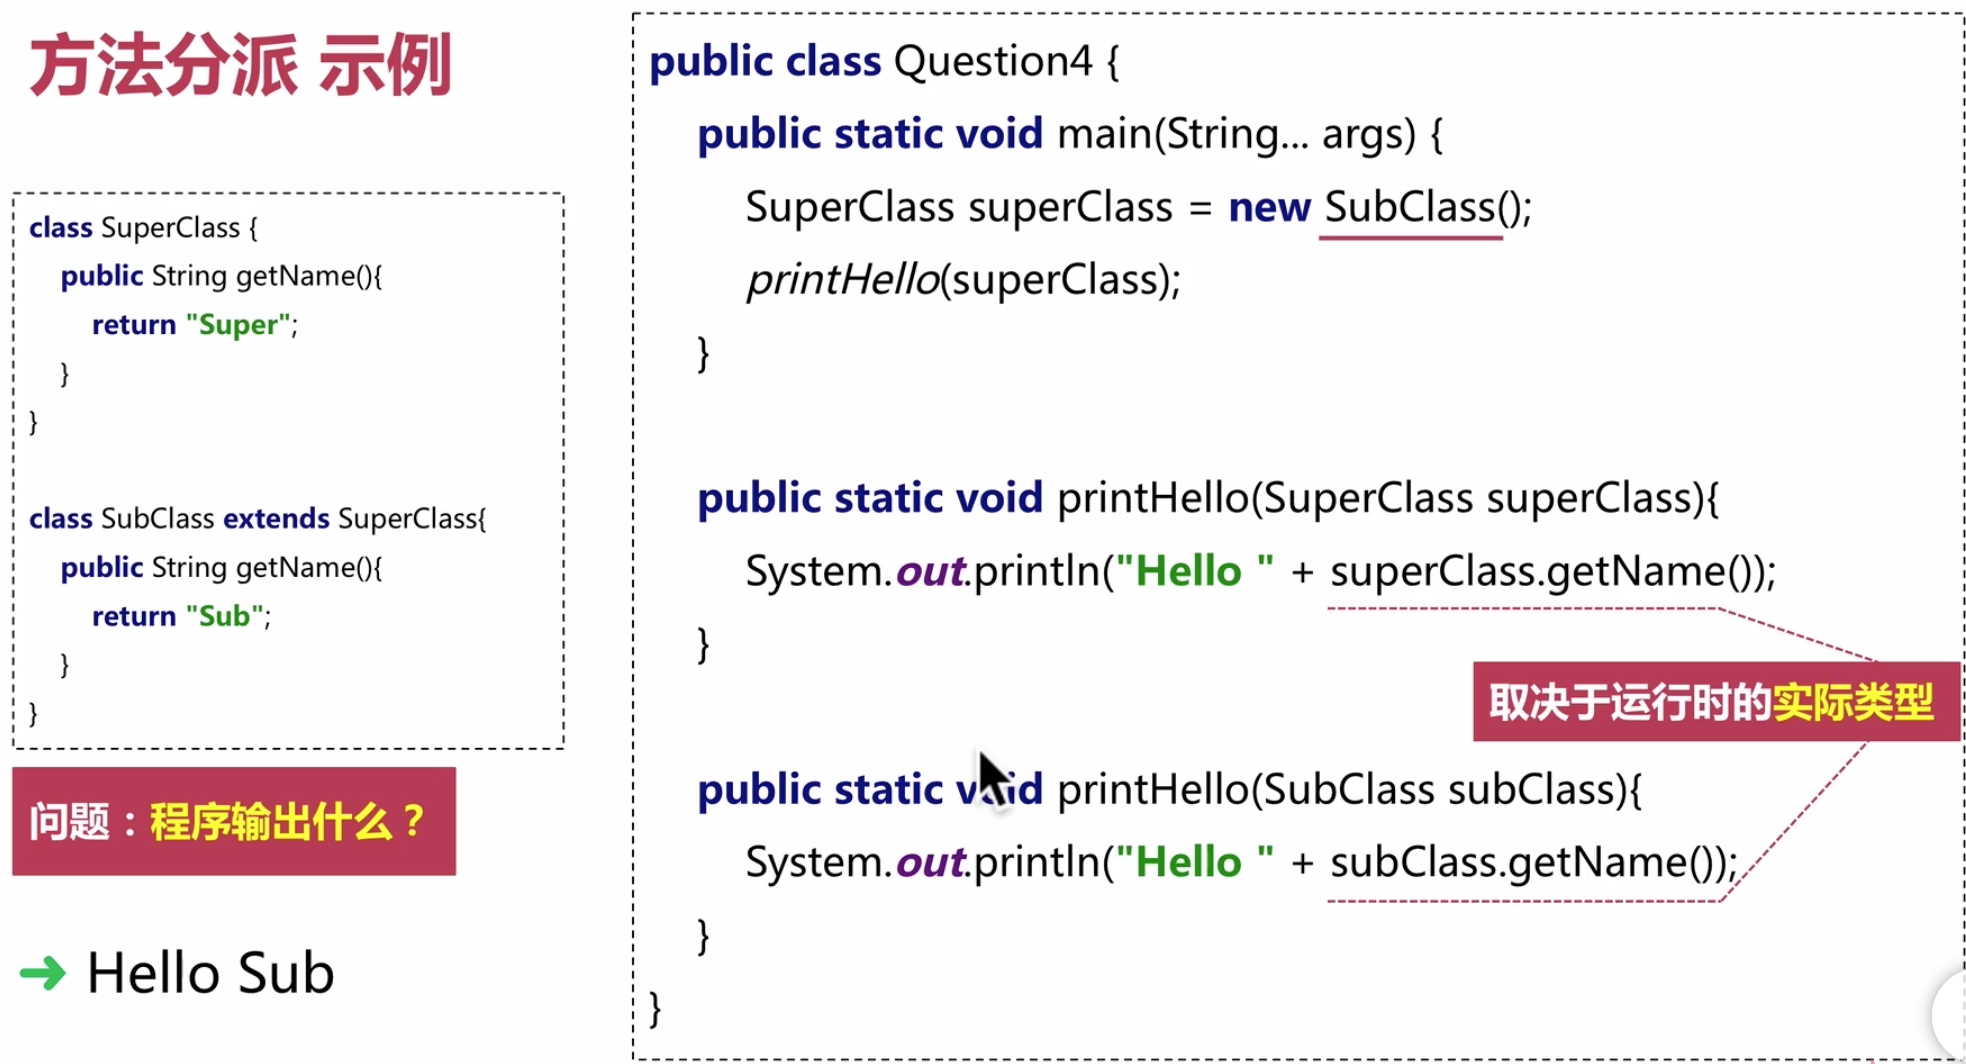 方法分派 示例
class SuperClass {
public String getName(){
return "Super";
}
}
class SubClass extends SuperClass{
public String getName(){
return "Sub";
}
}
问题：程序输出什么？
➜ Hello Sub
public class Question4 {
public static void main(String... args) {
SuperClass superClass = new SubClass();
printHello(superClass);
}
public static void printHello(SuperClass superClass){
System.out.println("Hello " + superClass.getName());
}
取决于运行时的实际类型
public static void printHello(SubClass subClass){
System.out.println("Hello " + subClass.getName());
}
}